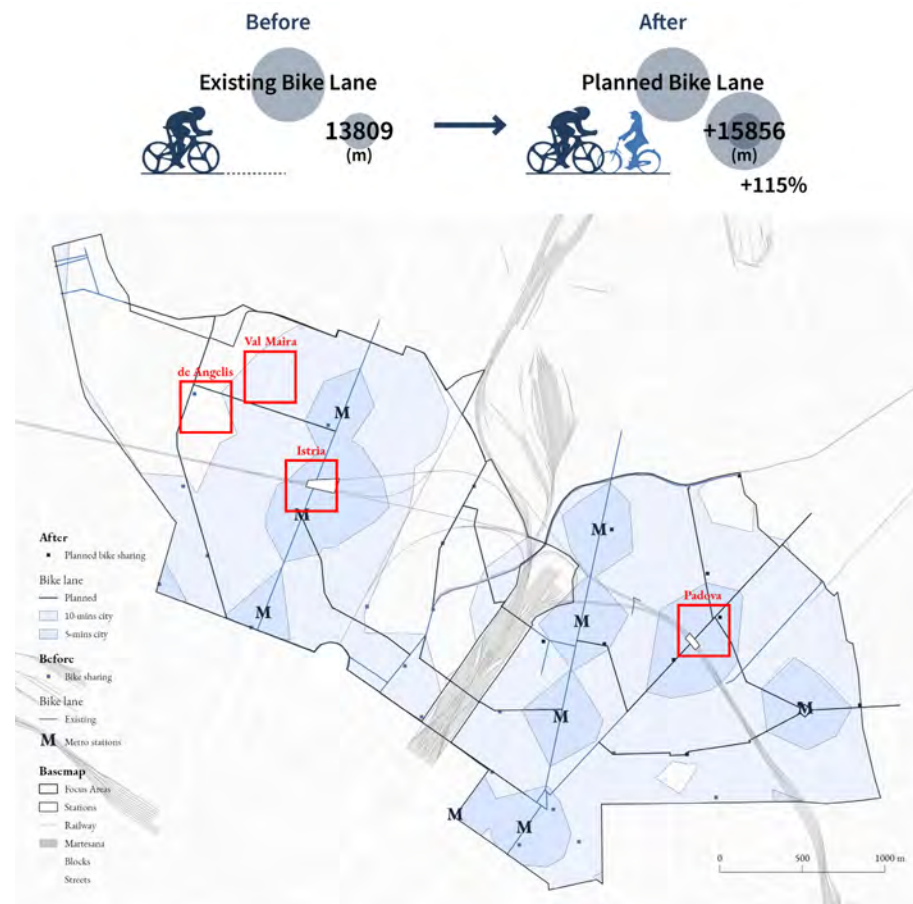 Before
After
Existing Bike Lane
Planned Bike Lane
13809
(m)
+15856
(m)
+115%
Val Maira
de Angelis
M
Istria
M
M
M
Padova
M
M
M
M
M
After
Planned bike sharing
Bike lane
Planned
10-mins city
5-mins city
Before
Bike sharing
Bike lane
Existing
M Metro stations
Basemap
Focus Areas
Stations
Railway
Martesana
Blocks
Streets
0 500 1000 m